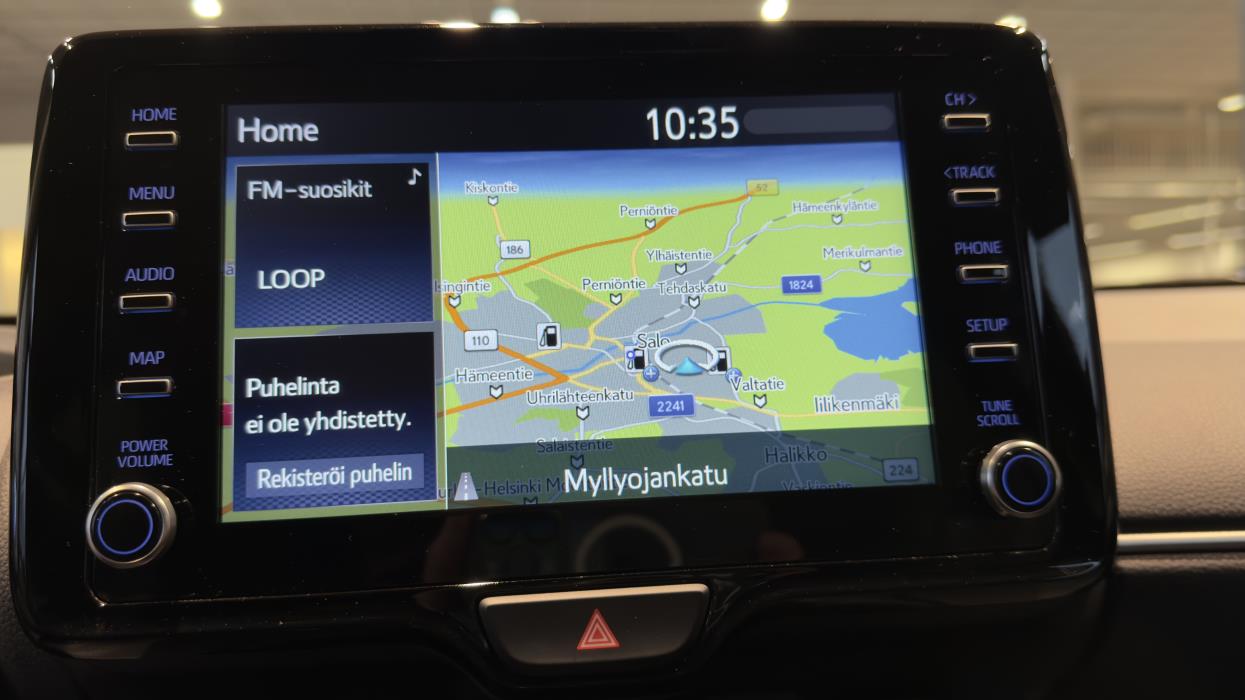 HOME
MENU
AUDIO
MAP
POWER
VOLUME
Home
10:35
FM-suosikit
LOOP
Puhelinta
ei ole yhdistetty.
Rekisteröi puhelin
Kiskontie
52
Perniöntie
Hämeenkyläntie
186
Ylhäistentie
Merikulmantie
singintie
Perniöntie
Tehdaskatu
1824
110
Salo
Hämeentie
Uhrilähteenkatu
Valtatie
2241
Iilikenmäki
Salaistentie
Halikko
224
-Helsinki
Myllyojankatu
CH >
< TRACK
PHONE
SETUP
TUNE
SCROLL